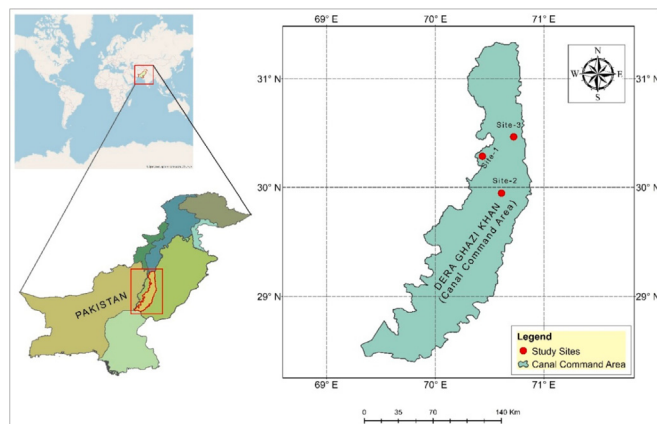 69° E
70° E
71° E
31° N
31° N
30° N
30° N
29° N
29° N
69° E
70° E
71° E
N
W
E
S
Site-3
Site-1
Site-2
DERA GHAZI KHAN
(Canal Command Area)
PAKISTAN
Legend
Study Sites
Canal Command Area
0 35 70 140 Km